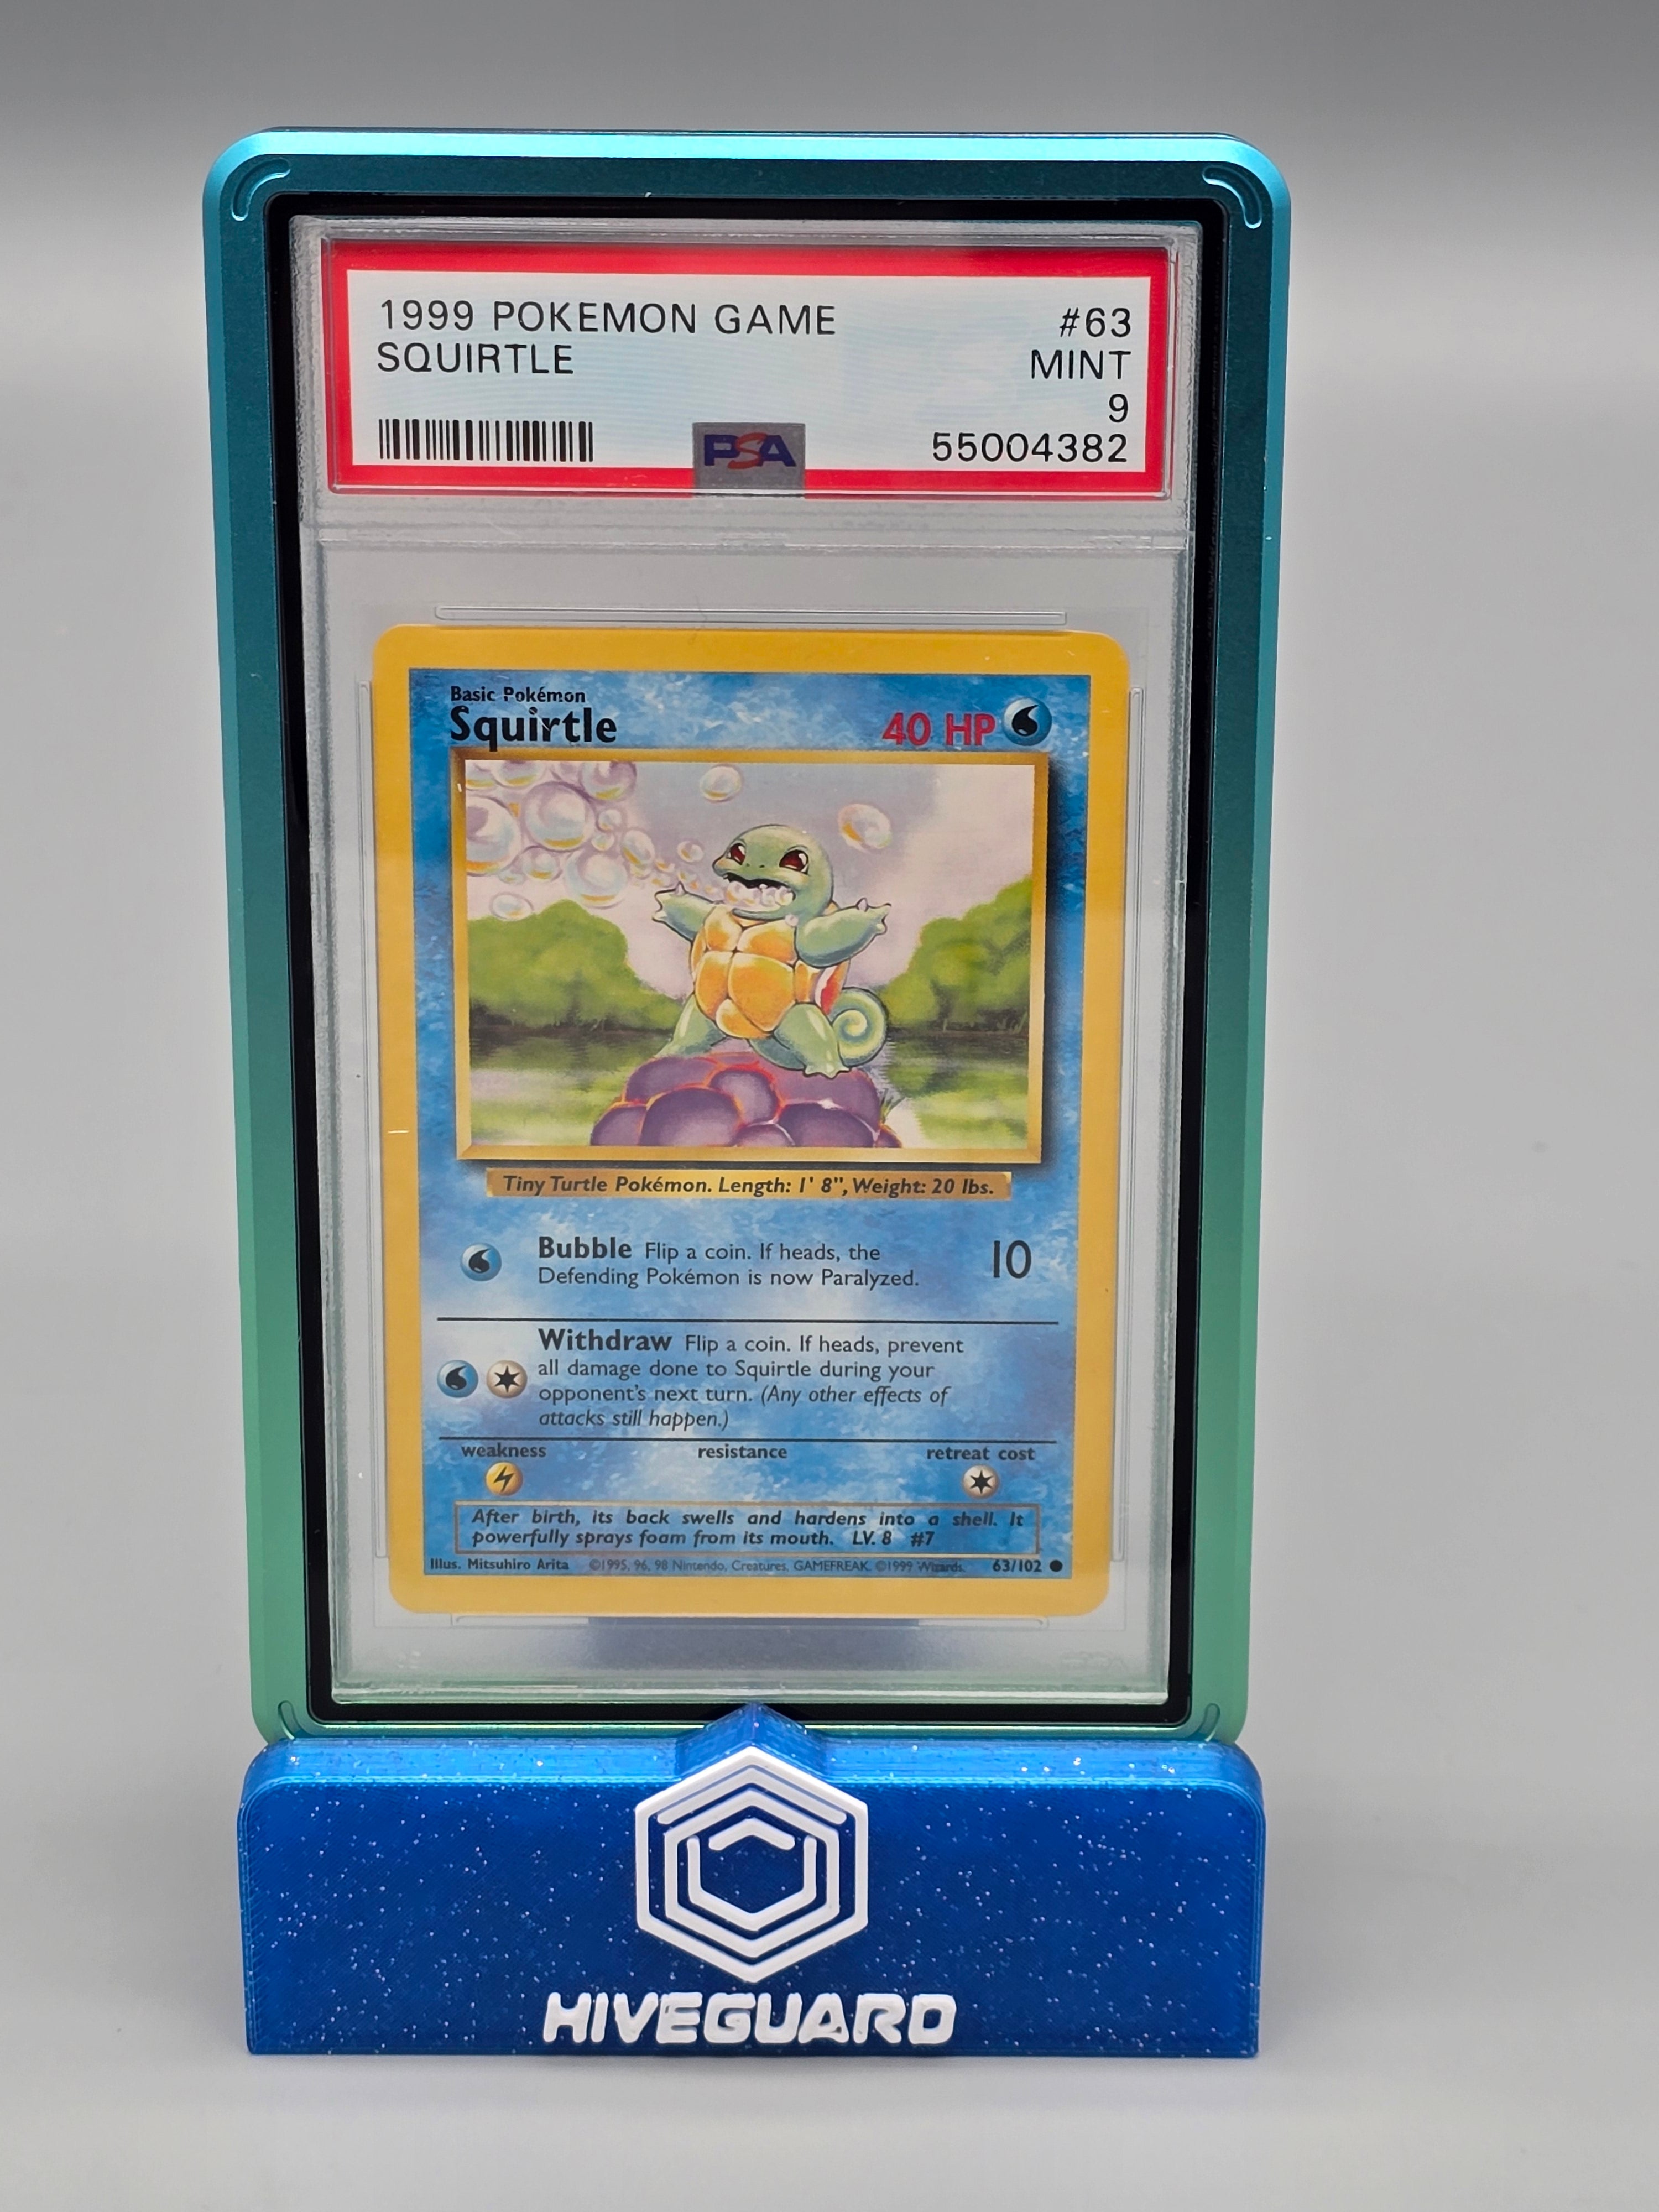 1999 POKEMON GAME #63
SQUIRTLE MINT
9
PSA 55004382
Basic Pokémon
Squirtle 40 HP
Tiny Turtle Pokémon. Length: 1' 8", Weight: 20 lbs.
Bubble Flip a coin. If heads, the
Defending Pokémon is now Paralyzed. 10
Withdraw Flip a coin. If heads, prevent
all damage done to Squirtle during your
opponent's next turn. (Any other effects of
attacks still happen.)
weakness resistance retreat cost
After birth, its back swells and hardens into a shell. It
powerfully sprays foam from its mouth. LV. 8 #7
Illus. Mitsuhiro Arita ©1995, 96, 98 Nintendo, Creatures, GAMEFREAK. ©1999 Wizards. 63/102
HIVEGUARD